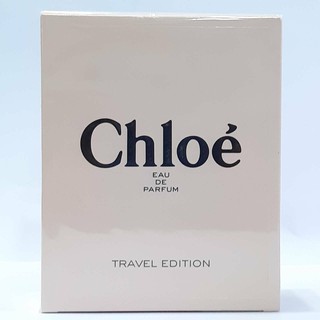 Chloé
EAU
DE
PARFUM
TRAVEL EDITION